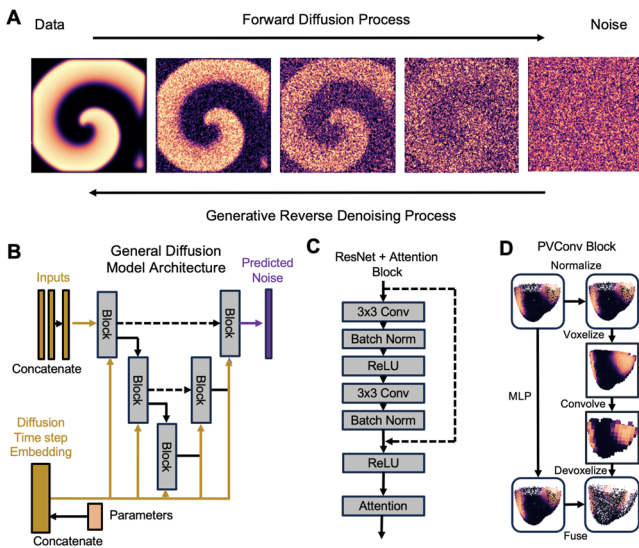 A
Data
Forward Diffusion Process
Noise
Generative Reverse Denoising Process
B
General Diffusion
Model Architecture
Inputs
Predicted
Noise
Concatenate
Block
Block
Block
Block
Block
Diffusion
Time step
Embedding
Parameters
Concatenate
C
ResNet + Attention
Block
3x3 Conv
Batch Norm
ReLU
3x3 Conv
Batch Norm
ReLU
Attention
D
PVConv Block
Normalize
Voxelize
MLP
Convolve
Devoxelize
Fuse